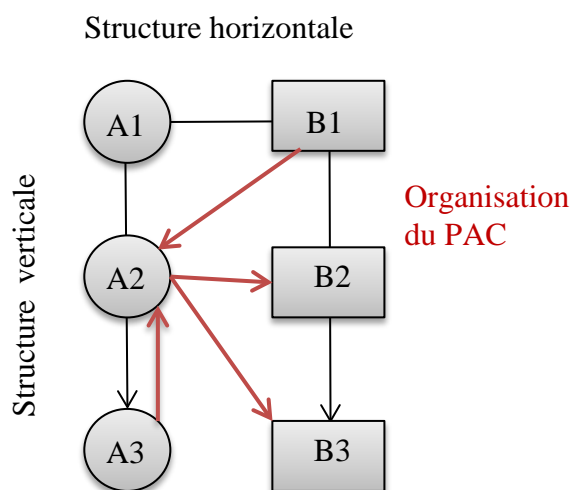 Structure horizontale
A1
B1
Organisation
du PAC
Structure verticale
A2
B2
A3
B3